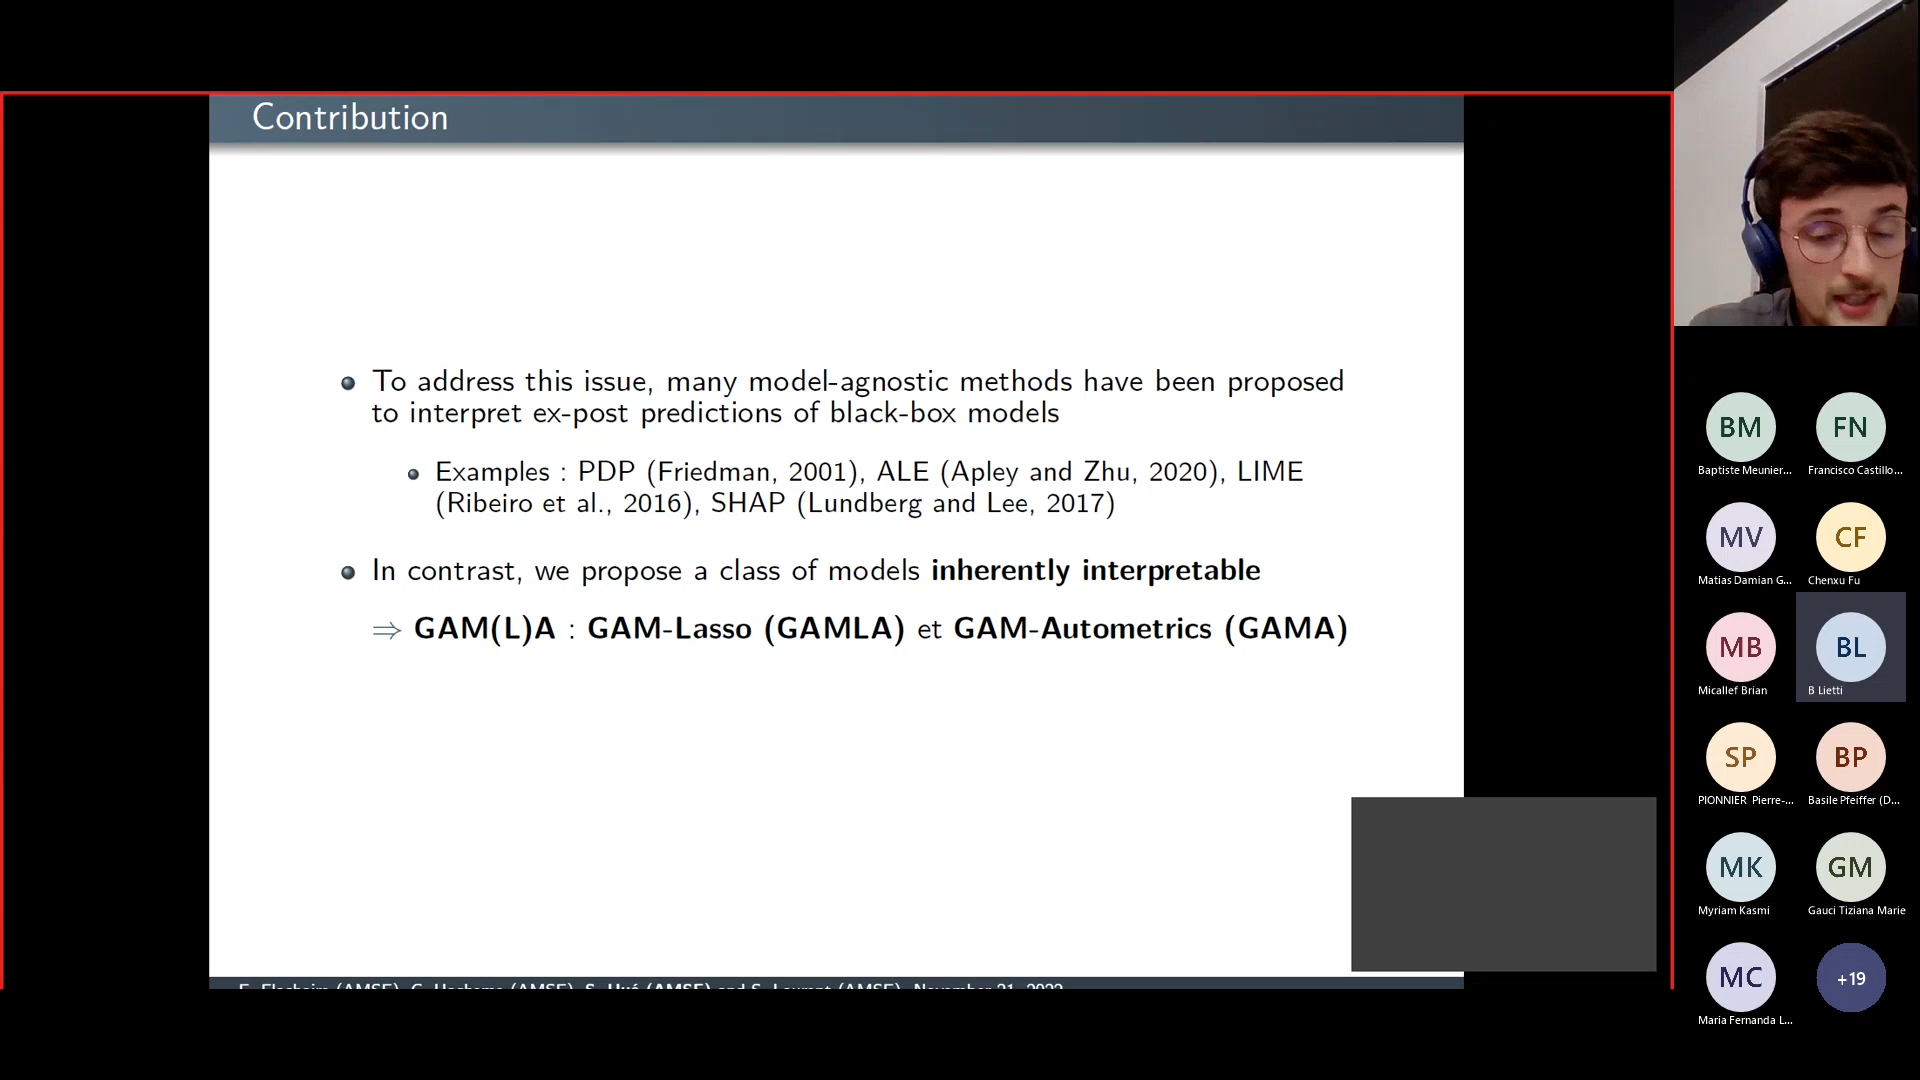 Contribution
To address this issue, many model-agnostic methods have been proposed
to interpret ex-post predictions of black-box models
Examples : PDP (Friedman, 2001), ALE (Apley and Zhu, 2020), LIME
(Ribeiro et al., 2016), SHAP (Lundberg and Lee, 2017)
In contrast, we propose a class of models inherently interpretable
⇒ GAM(L)A : GAM-Lasso (GAMLA) et GAM-Autometrics (GAMA)
BM
FN
Baptiste Meunier...
Francisco Castillo...
MV
CF
Matias Damian G...
Chenxu Fu
MB
BL
Micallef Brian
B Lietti
SP
BP
PIONNIER Pierre-...
Basile Pfeiffer (D...
MK
GM
Myriam Kasmi
Gauci Tiziana Marie
MC
+19
Maria Fernanda L...